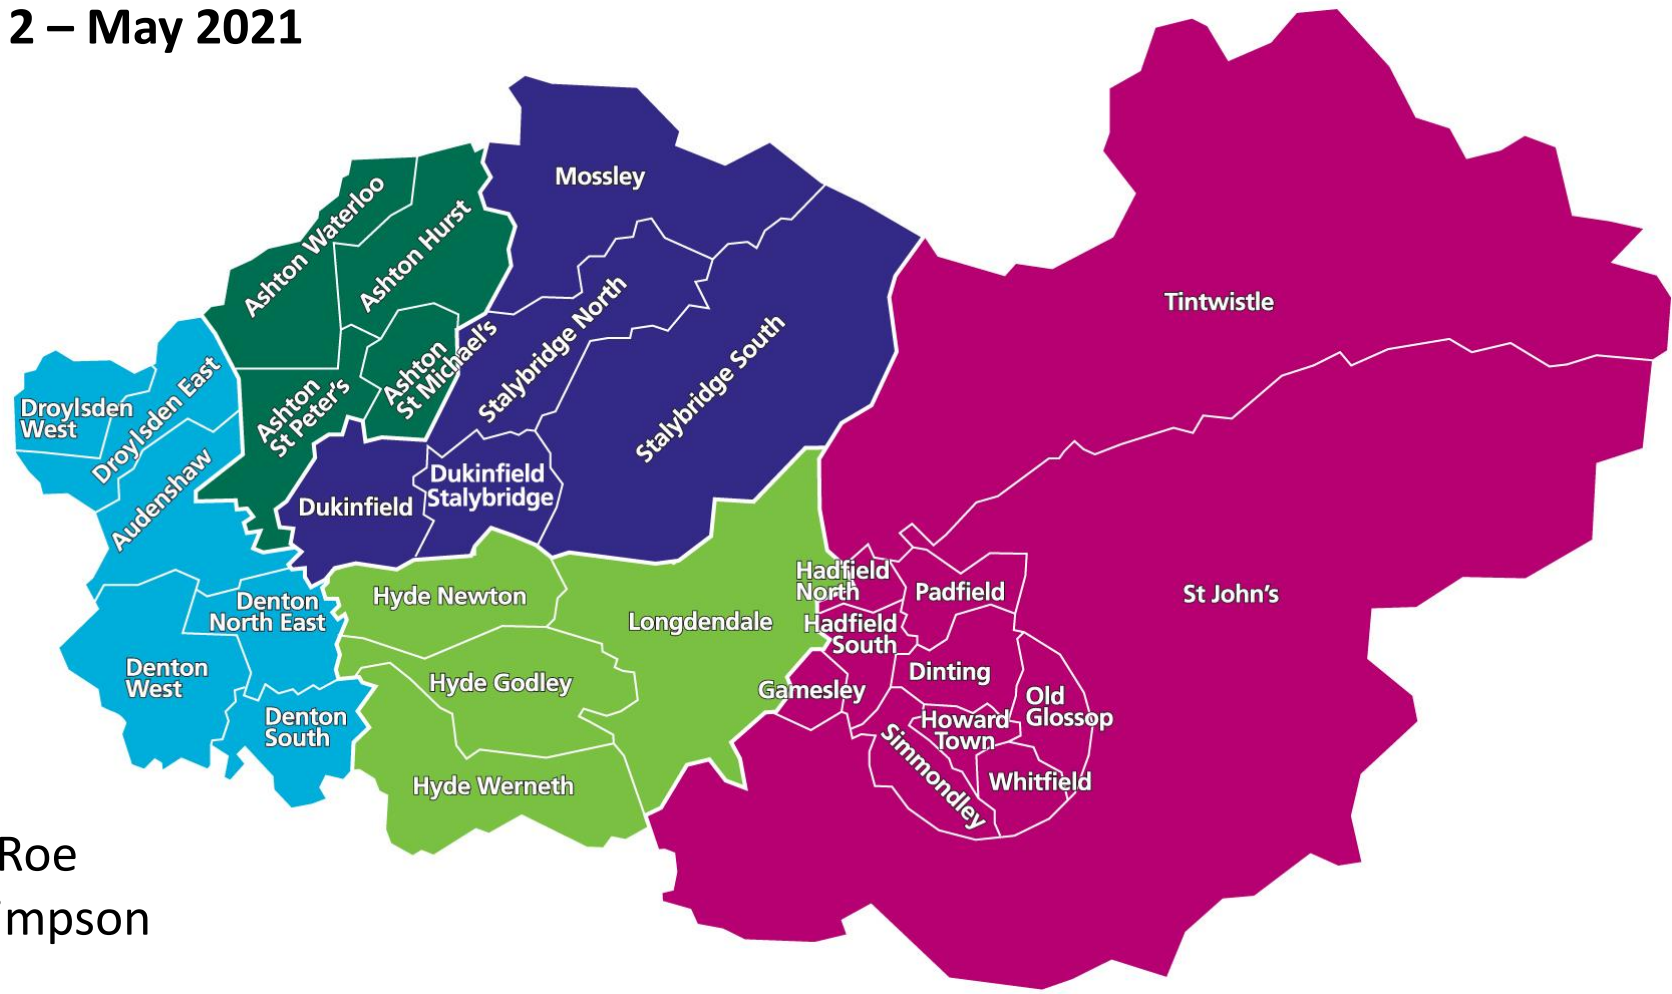 2 – May 2021
Mossley
Ashton Waterloo
Ashton Hurst
Tintwistle
Stalybridge North
Stalybridge South
Ashton
St Michael's
Ashton
St Peter's
Droylsden
West
Droylsden East
Audenshaw
Dukinfield
Dukinfield
Stalybridge
Hadfield
North
Padfield
St John's
Hyde Newton
Denton
North East
Longdendale
Hadfield
South
Denton
West
Hyde Godley
Gamesley
Dinting
Old
Glossop
Denton
South
Howard
Town
Simmondley
Whitfield
Hyde Werneth
Roe
impson